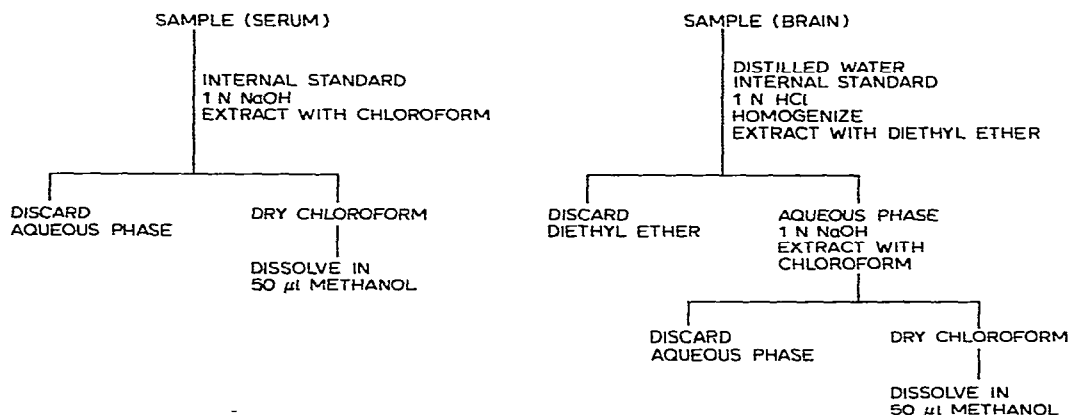 SAMPLE (SERUM)
INTERNAL STANDARD
1 N NaOH
EXTRACT WITH CHLOROFORM
DISCARD
AQUEOUS PHASE
DRY CHLOROFORM
DISSOLVE IN
50 µl METHANOL
SAMPLE (BRAIN)
DISTILLED WATER
INTERNAL STANDARD
1 N HCl
HOMOGENIZE
EXTRACT WITH DIETHYL ETHER
DISCARD
DIETHYL ETHER
AQUEOUS PHASE
1 N NaOH
EXTRACT WITH
CHLOROFORM
DISCARD
AQUEOUS PHASE
DRY CHLOROFORM
DISSOLVE IN
50 µl METHANOL